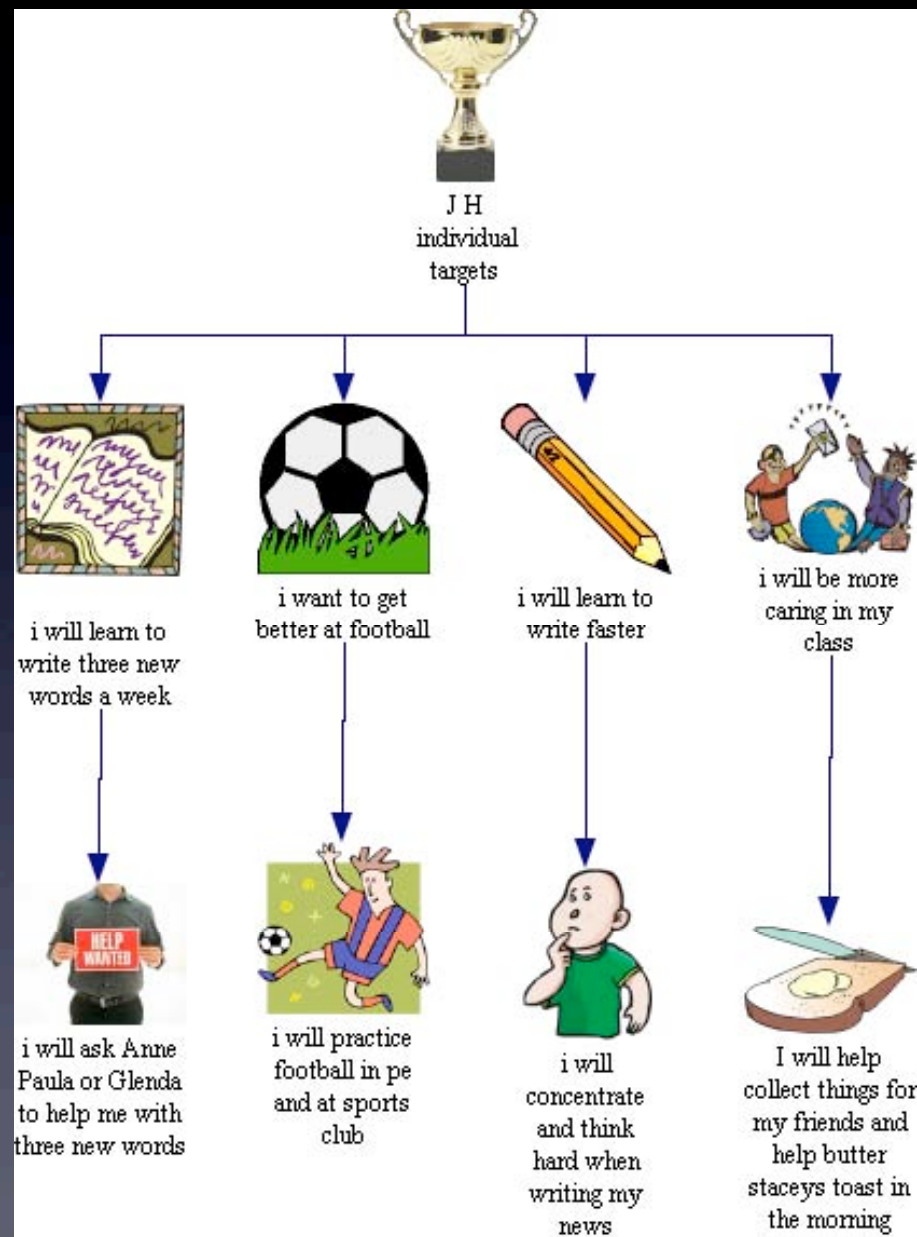 J H
individual
targets
i will learn to
write three new
words a week
i want to get
better at football
i will learn to
write faster
i will be more
caring in my
class
HELP
WANTED
i will ask Anne
Paula or Glenda
to help me with
three new words
i will practice
football in pe
and at sports
club
i will
concentrate
and think
hard when
writing my
news
I will help
collect things for
my friends and
help butter
staceys toast in
the morning